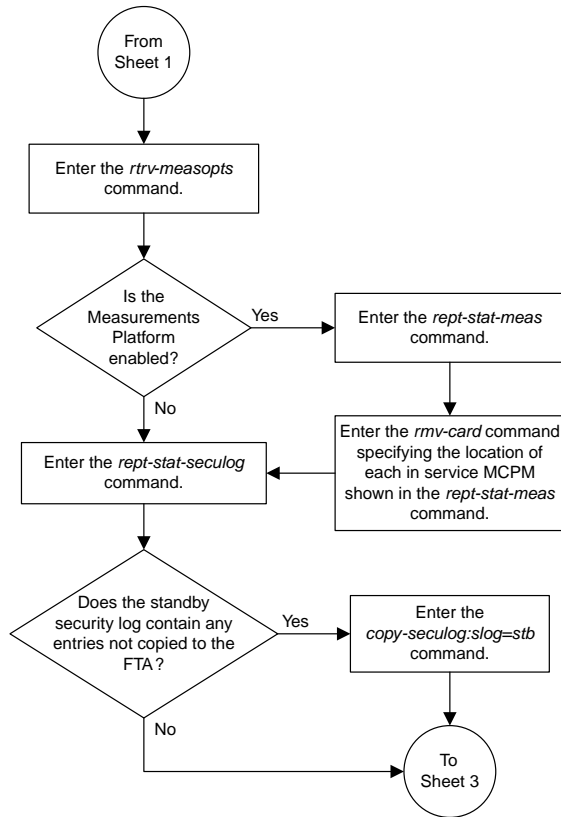 From
Sheet 1
Enter the rtrv-measopts
command.
Is the
Measurements
Platform
enabled?
Yes
Enter the rept-stat-meas
command.
No
Enter the rmv-card command
specifying the location of
each in service MCPM
shown in the rept-stat-meas
command.
Enter the rept-stat-seculog
command.
Does the standby
security log contain any
entries not copied to the
FTA?
Yes
Enter the
copy-seculog:slog=stb
command.
No
To
Sheet 3